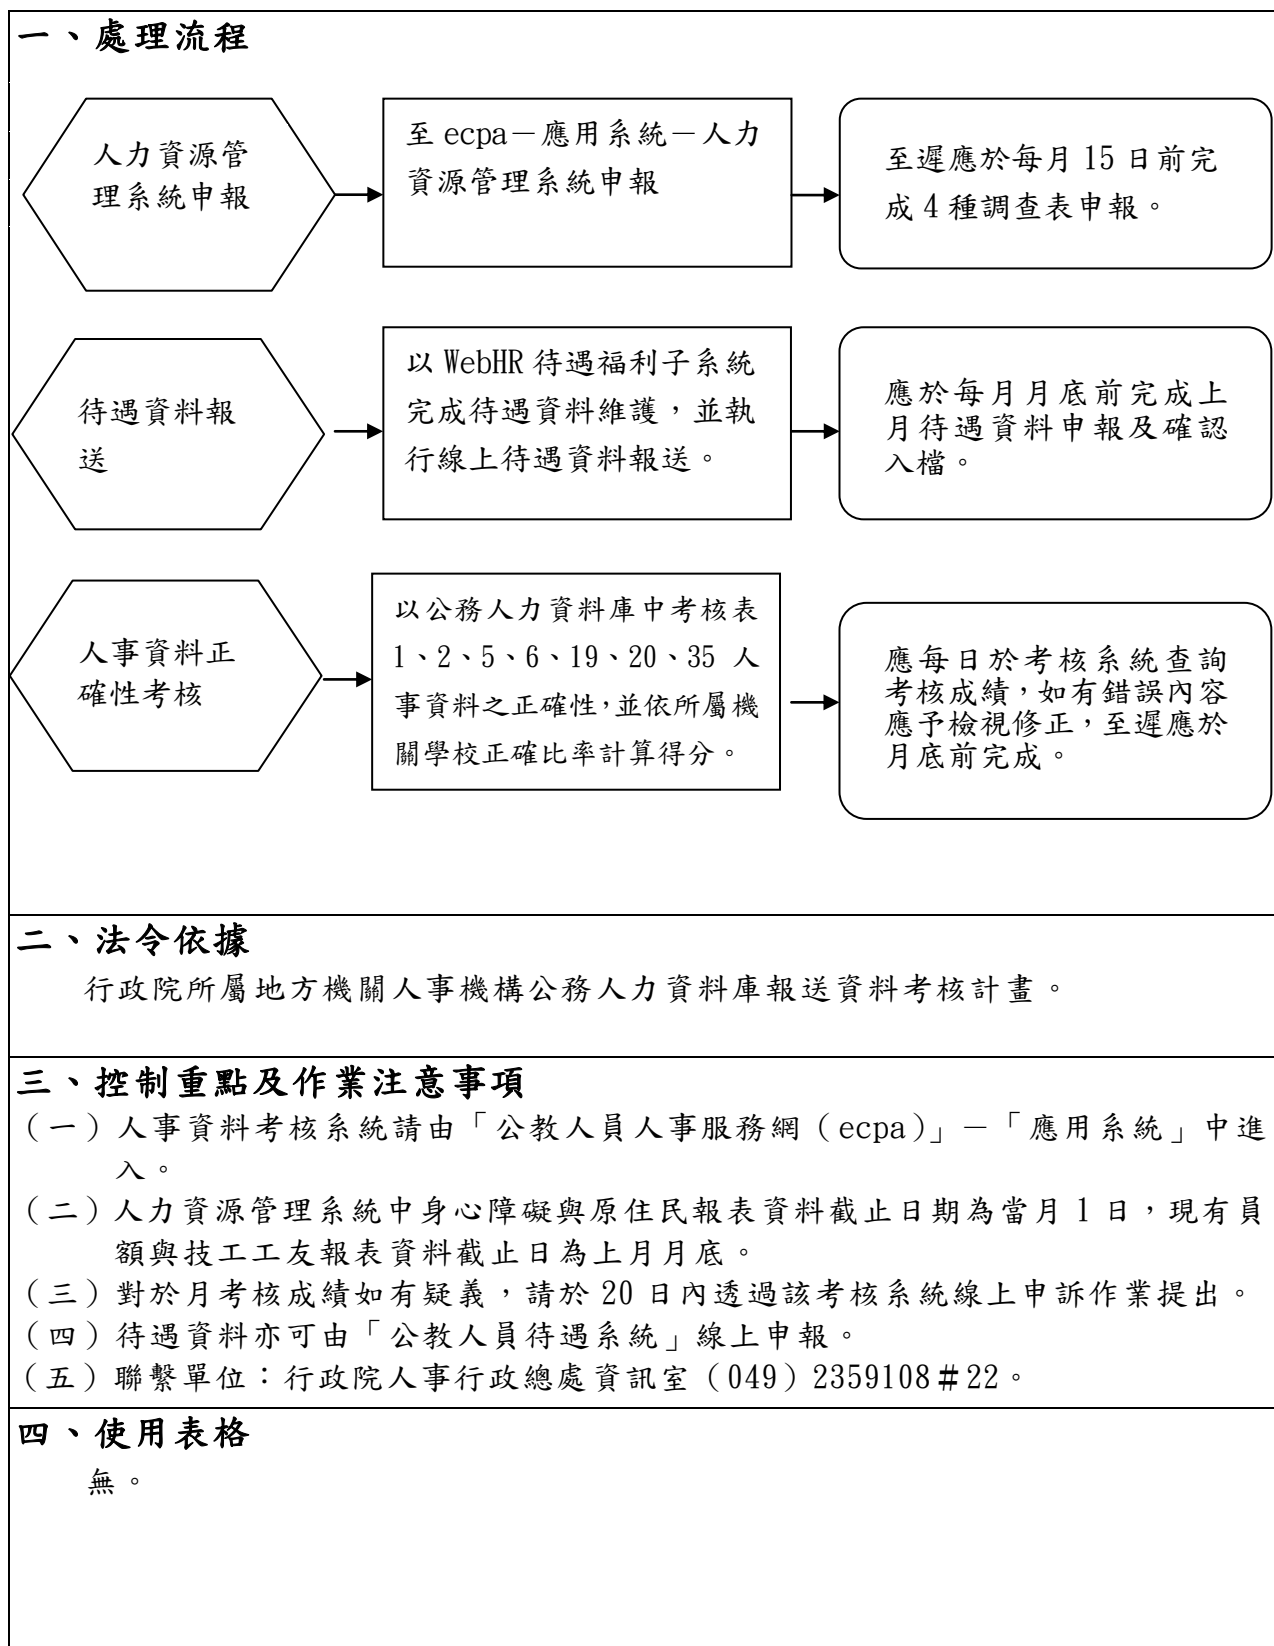 一、處理流程
人力資源管
理系統申報
至 ecpa－應用系統－人力
資源管理系統申報
至遲應於每月 15 日前完
成 4 種調查表申報。
待遇資料報
送
以 WebHR 待遇福利子系統
完成待遇資料維護，並執
行線上待遇資料報送。
應於每月月底前完成上
月待遇資料申報及確認
入檔。
人事資料正
確性考核
以公務人力資料庫中考核表
1、2、5、6、19、20、35 人
事資料之正確性，並依所屬機
關學校正確比率計算得分。
應每日於考核系統查詢
考核成績，如有錯誤內容
應予檢視修正，至遲應於
月底前完成。
二、法令依據
行政院所屬地方機關人事機構公務人力資料庫報送資料考核計畫。
三、控制重點及作業注意事項
（一）人事資料考核系統請由「公教人員人事服務網（ecpa）」－「應用系統」中進
入。
（二）人力資源管理系統中身心障礙與原住民報表資料截止日期為當月 1 日，現有員
額與技工工友報表資料截止日為上月月底。
（三）對於月考核成績如有疑義，請於 20 日內透過該考核系統線上申訴作業提出。
（四）待遇資料亦可由「公教人員待遇系統」線上申報。
（五）聯繫單位：行政院人事行政總處資訊室（049）2359108＃22。
四、使用表格
無。